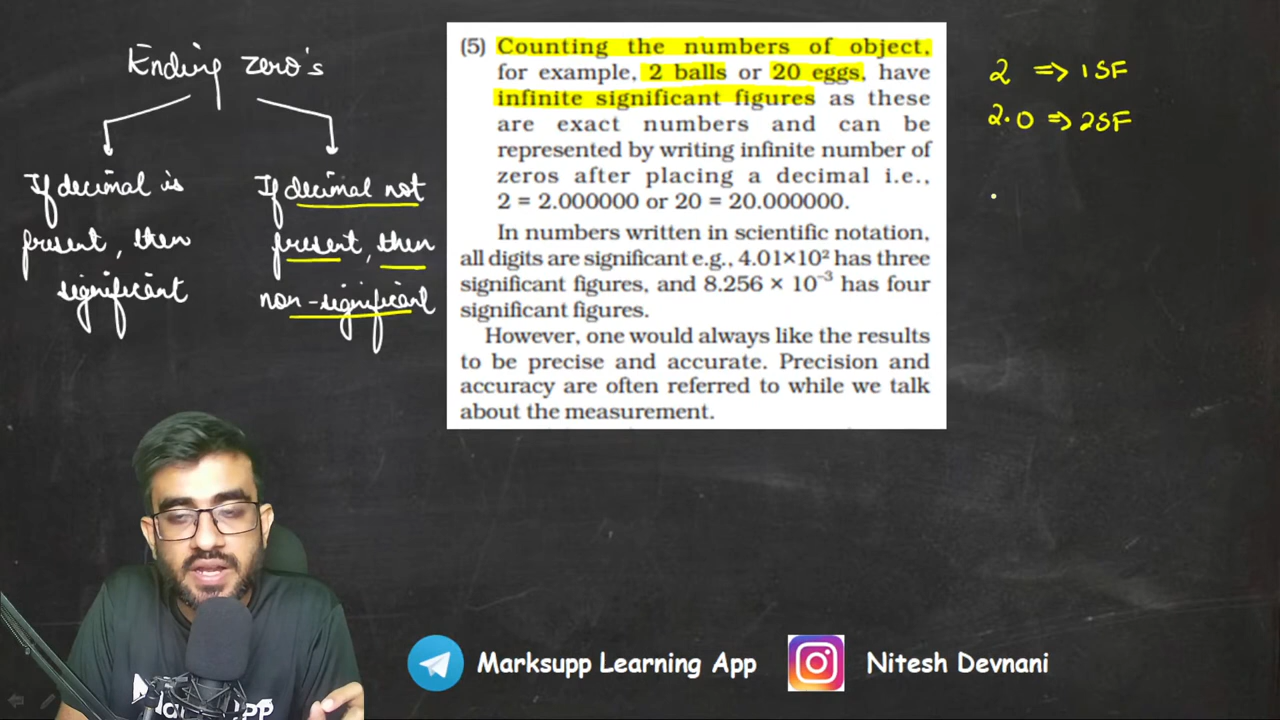 Ending zero's
If decimal is
present, then
significant
If decimal not
present, then
non-significant
(5) Counting the numbers of object,
for example, 2 balls or 20 eggs, have
infinite significant figures as these
are exact numbers and can be
represented by writing infinite number of
zeros after placing a decimal i.e.,
2 = 2.000000 or 20 = 20.000000.
In numbers written in scientific notation,
all digits are significant e.g., 4.01×10² has three
significant figures, and 8.256 × 10⁻³ has four
significant figures.
However, one would always like the results
to be precise and accurate. Precision and
accuracy are often referred to while we talk
about the measurement.
2 => 1 SF
2.0 => 2 SF
Marksupp Learning App
Nitesh Devnani